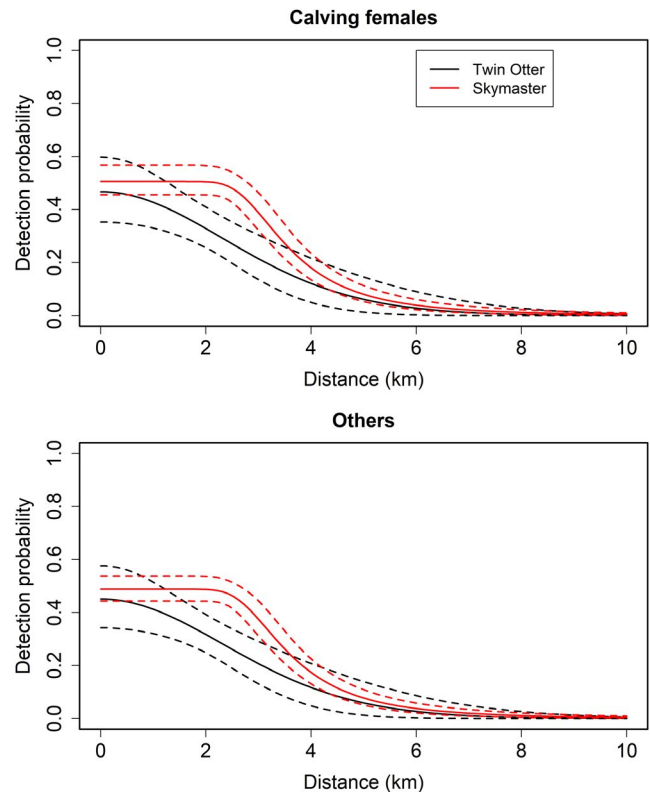 Calving females
Detection probability
1.0
0.8
0.6
0.4
0.2
0.0
Twin Otter
Skymaster
0 2 4 6 8 10
Distance (km)
Others
Detection probability
1.0
0.8
0.6
0.4
0.2
0.0
0 2 4 6 8 10
Distance (km)